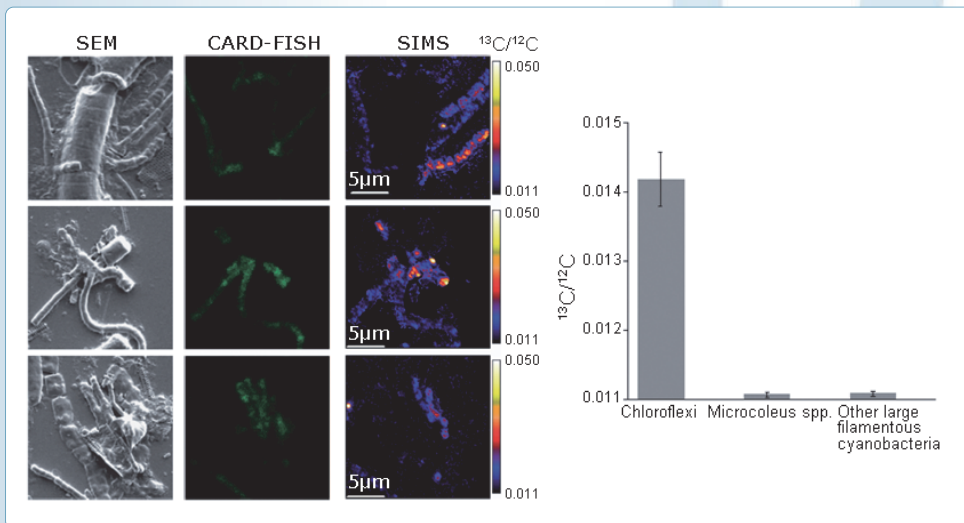 SEM
CARD-FISH
SIMS
¹³C/¹²C
0.050
5µm
0.011
0.050
5µm
0.011
0.050
5µm
0.011
0.015
0.014
0.013
0.012
0.011
¹³C/¹²C
Chloroflexi
Microcoleus spp.
Other large
filamentous
cyanobacteria